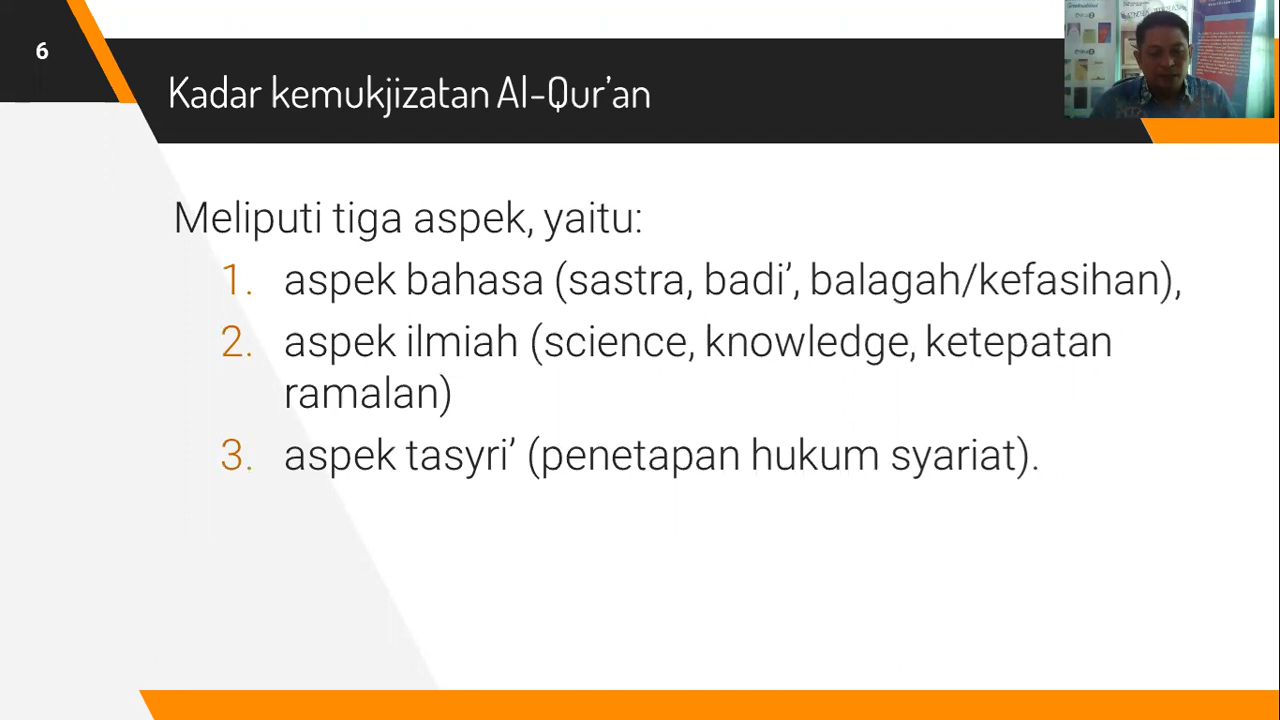 6
Kadar kemukjizatan Al-Qur’an
Meliputi tiga aspek, yaitu:
1. aspek bahasa (sastra, badi’, balagah/kefasihan),
2. aspek ilmiah (science, knowledge, ketepatan
ramalan)
3. aspek tasyri’ (penetapan hukum syariat).